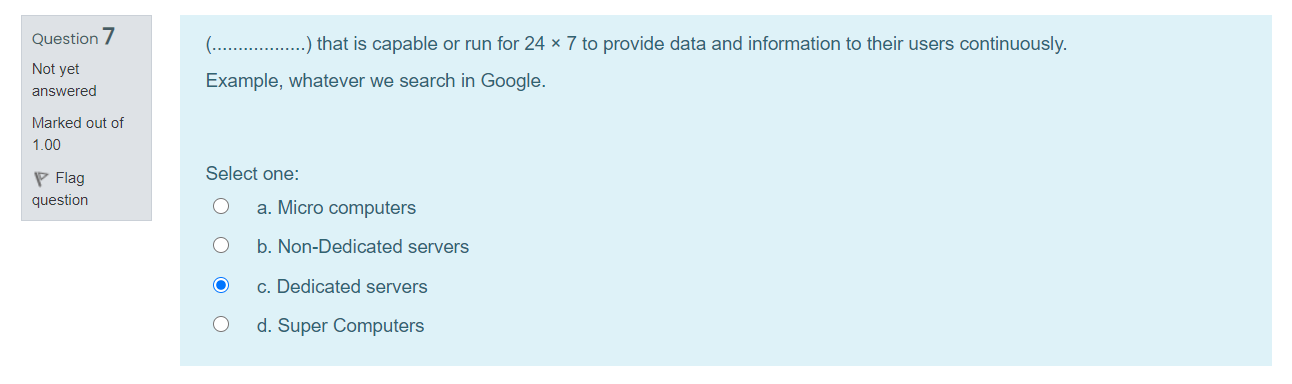 Question 7
Not yet
answered
Marked out of
1.00
Flag
question
(..................) that is capable or run for 24 × 7 to provide data and information to their users continuously.
Example, whatever we search in Google.
Select one:
a. Micro computers
b. Non-Dedicated servers
c. Dedicated servers
d. Super Computers